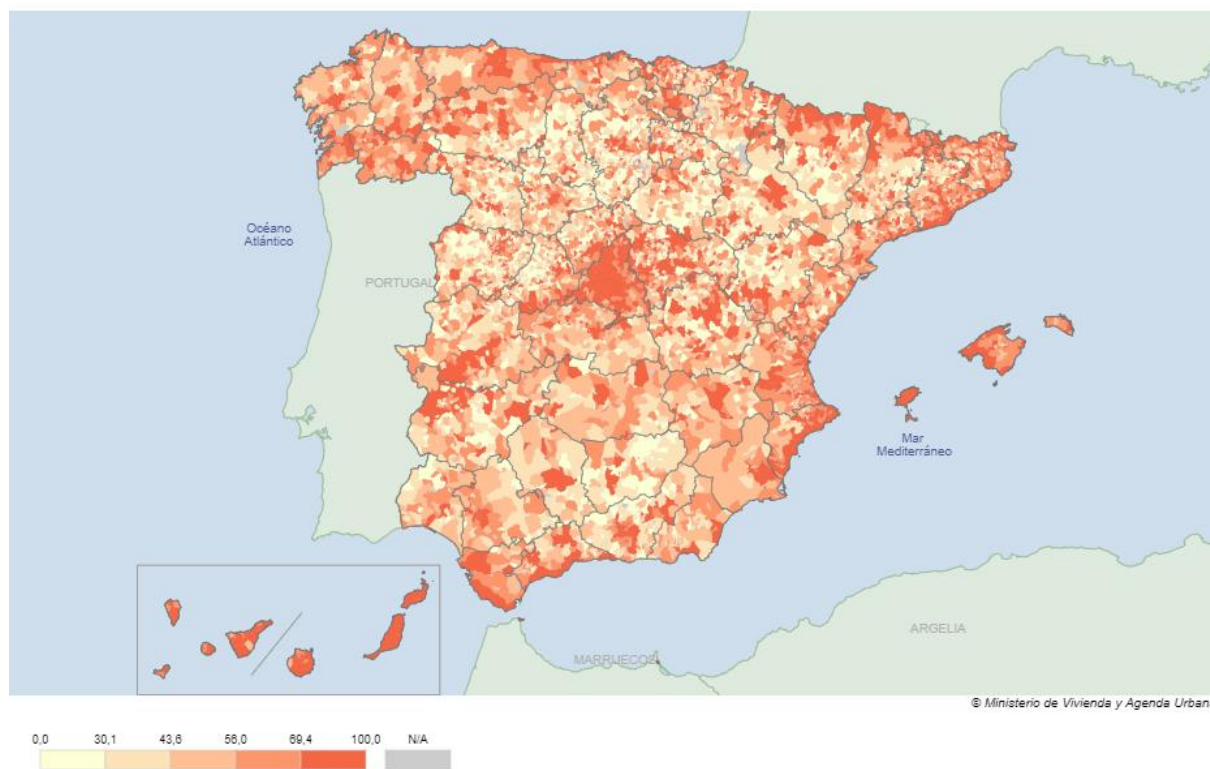 Océano
Atlántico
PORTUGAL
Mar
Mediterráneo
ARGELIA
MARRUECOS
© Ministerio de Vivienda y Agenda Urban
0,0 30,1 43,6 56,0 69,4 100,0 N/A